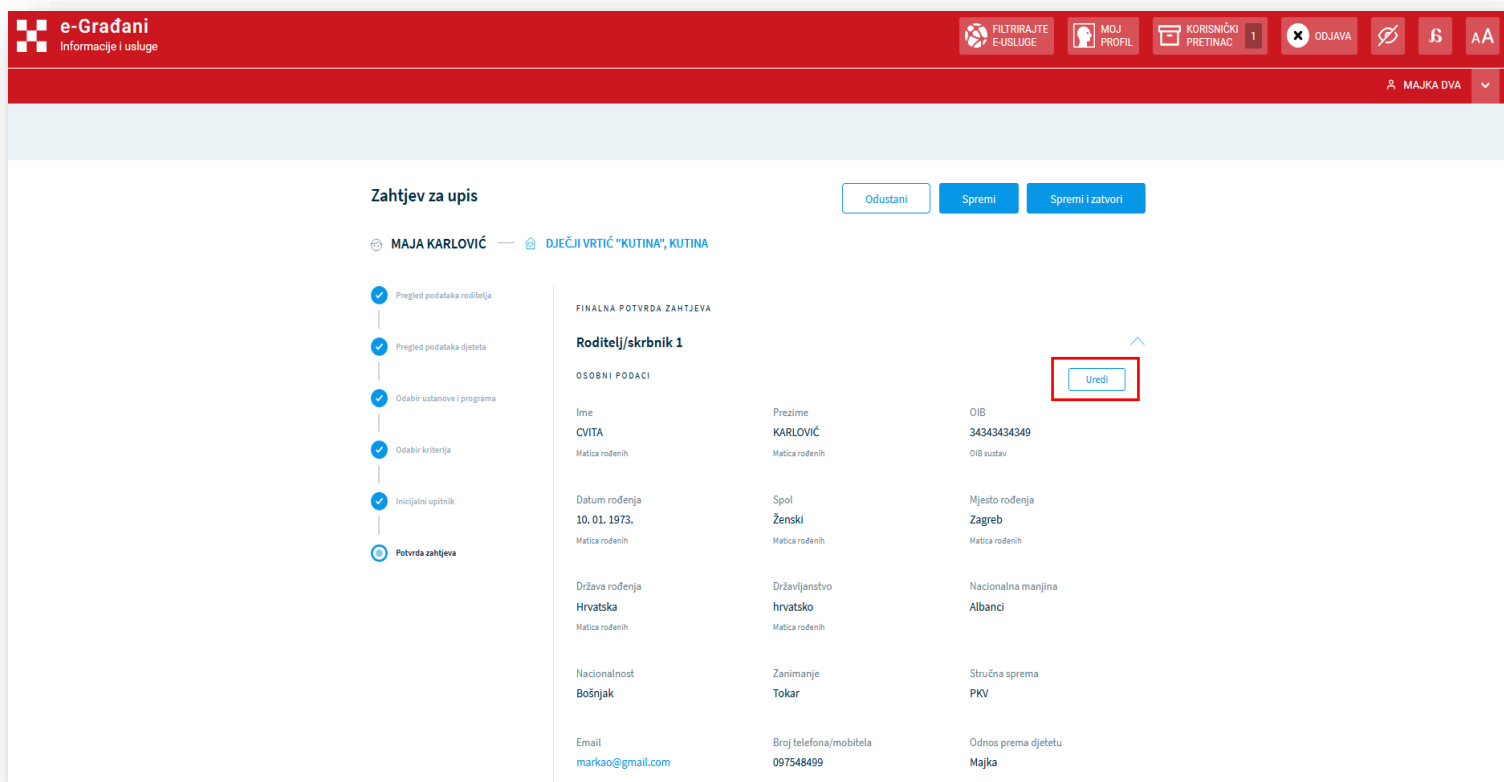 e-Građani
Informacije i usluge
FILTRIRAJTE
E-USLUGE
MOJ
PROFIL
KORISNIČKI
PRETINAC
1
ODJAVA
AA
MAJKA DVA
Zahtjev za upis
Odustani
Spremi
Spremi i zatvori
MAJA KARLOVIĆ — DJEČJI VRTIĆ "KUTINA", KUTINA
Pregled podataka roditelja
Pregled podataka djeteta
Odabir ustanove i programa
Odabir kriterija
Inicijalni upitnik
Potvrda zahtjeva
FINALNA POTVRDA ZAHTJEVA
Roditelj/skrbnik 1
OSOBNI PODACI
Uredi
Ime Prezime OIB
CVITA KARLOVIĆ 34343434349
Matica rođenih Matica rođenih OIB sustav
Datum rođenja Spol Mjesto rođenja
10. 01. 1973. Ženski Zagreb
Matica rođenih Matica rođenih Matica rođenih
Država rođenja Državljanstvo Nacionalna manjina
Hrvatska hrvatsko Albanci
Matica rođenih Matica rođenih
Nacionalnost Zanimanje Stručna sprema
Bošnjak Tokar PKV
Email Broj telefona/mobitela Odnos prema djetetu
markao@gmail.com 097548499 Majka